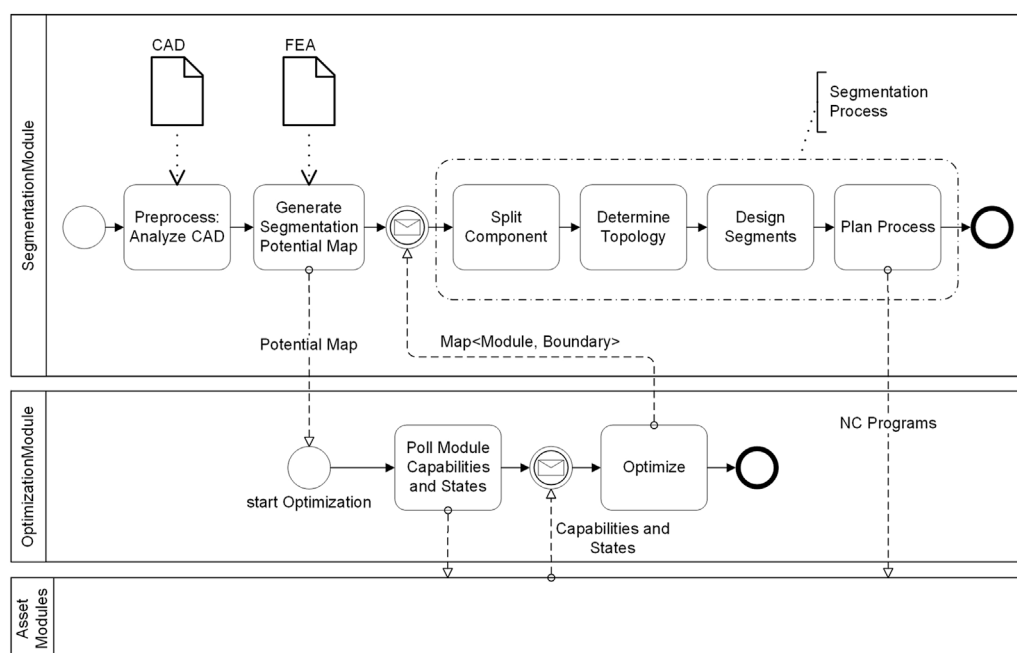 SegmentationModule
CAD
FEA
Segmentation
Process
Preprocess:
Analyze CAD
Generate
Segmentation
Potential Map
Split
Component
Determine
Topology
Design
Segments
Plan Process
Potential Map
Map<Module, Boundary>
OptimizationModule
NC Programs
start Optimization
Poll Module
Capabilities
and States
Optimize
Capabilities and
States
Asset
Modules